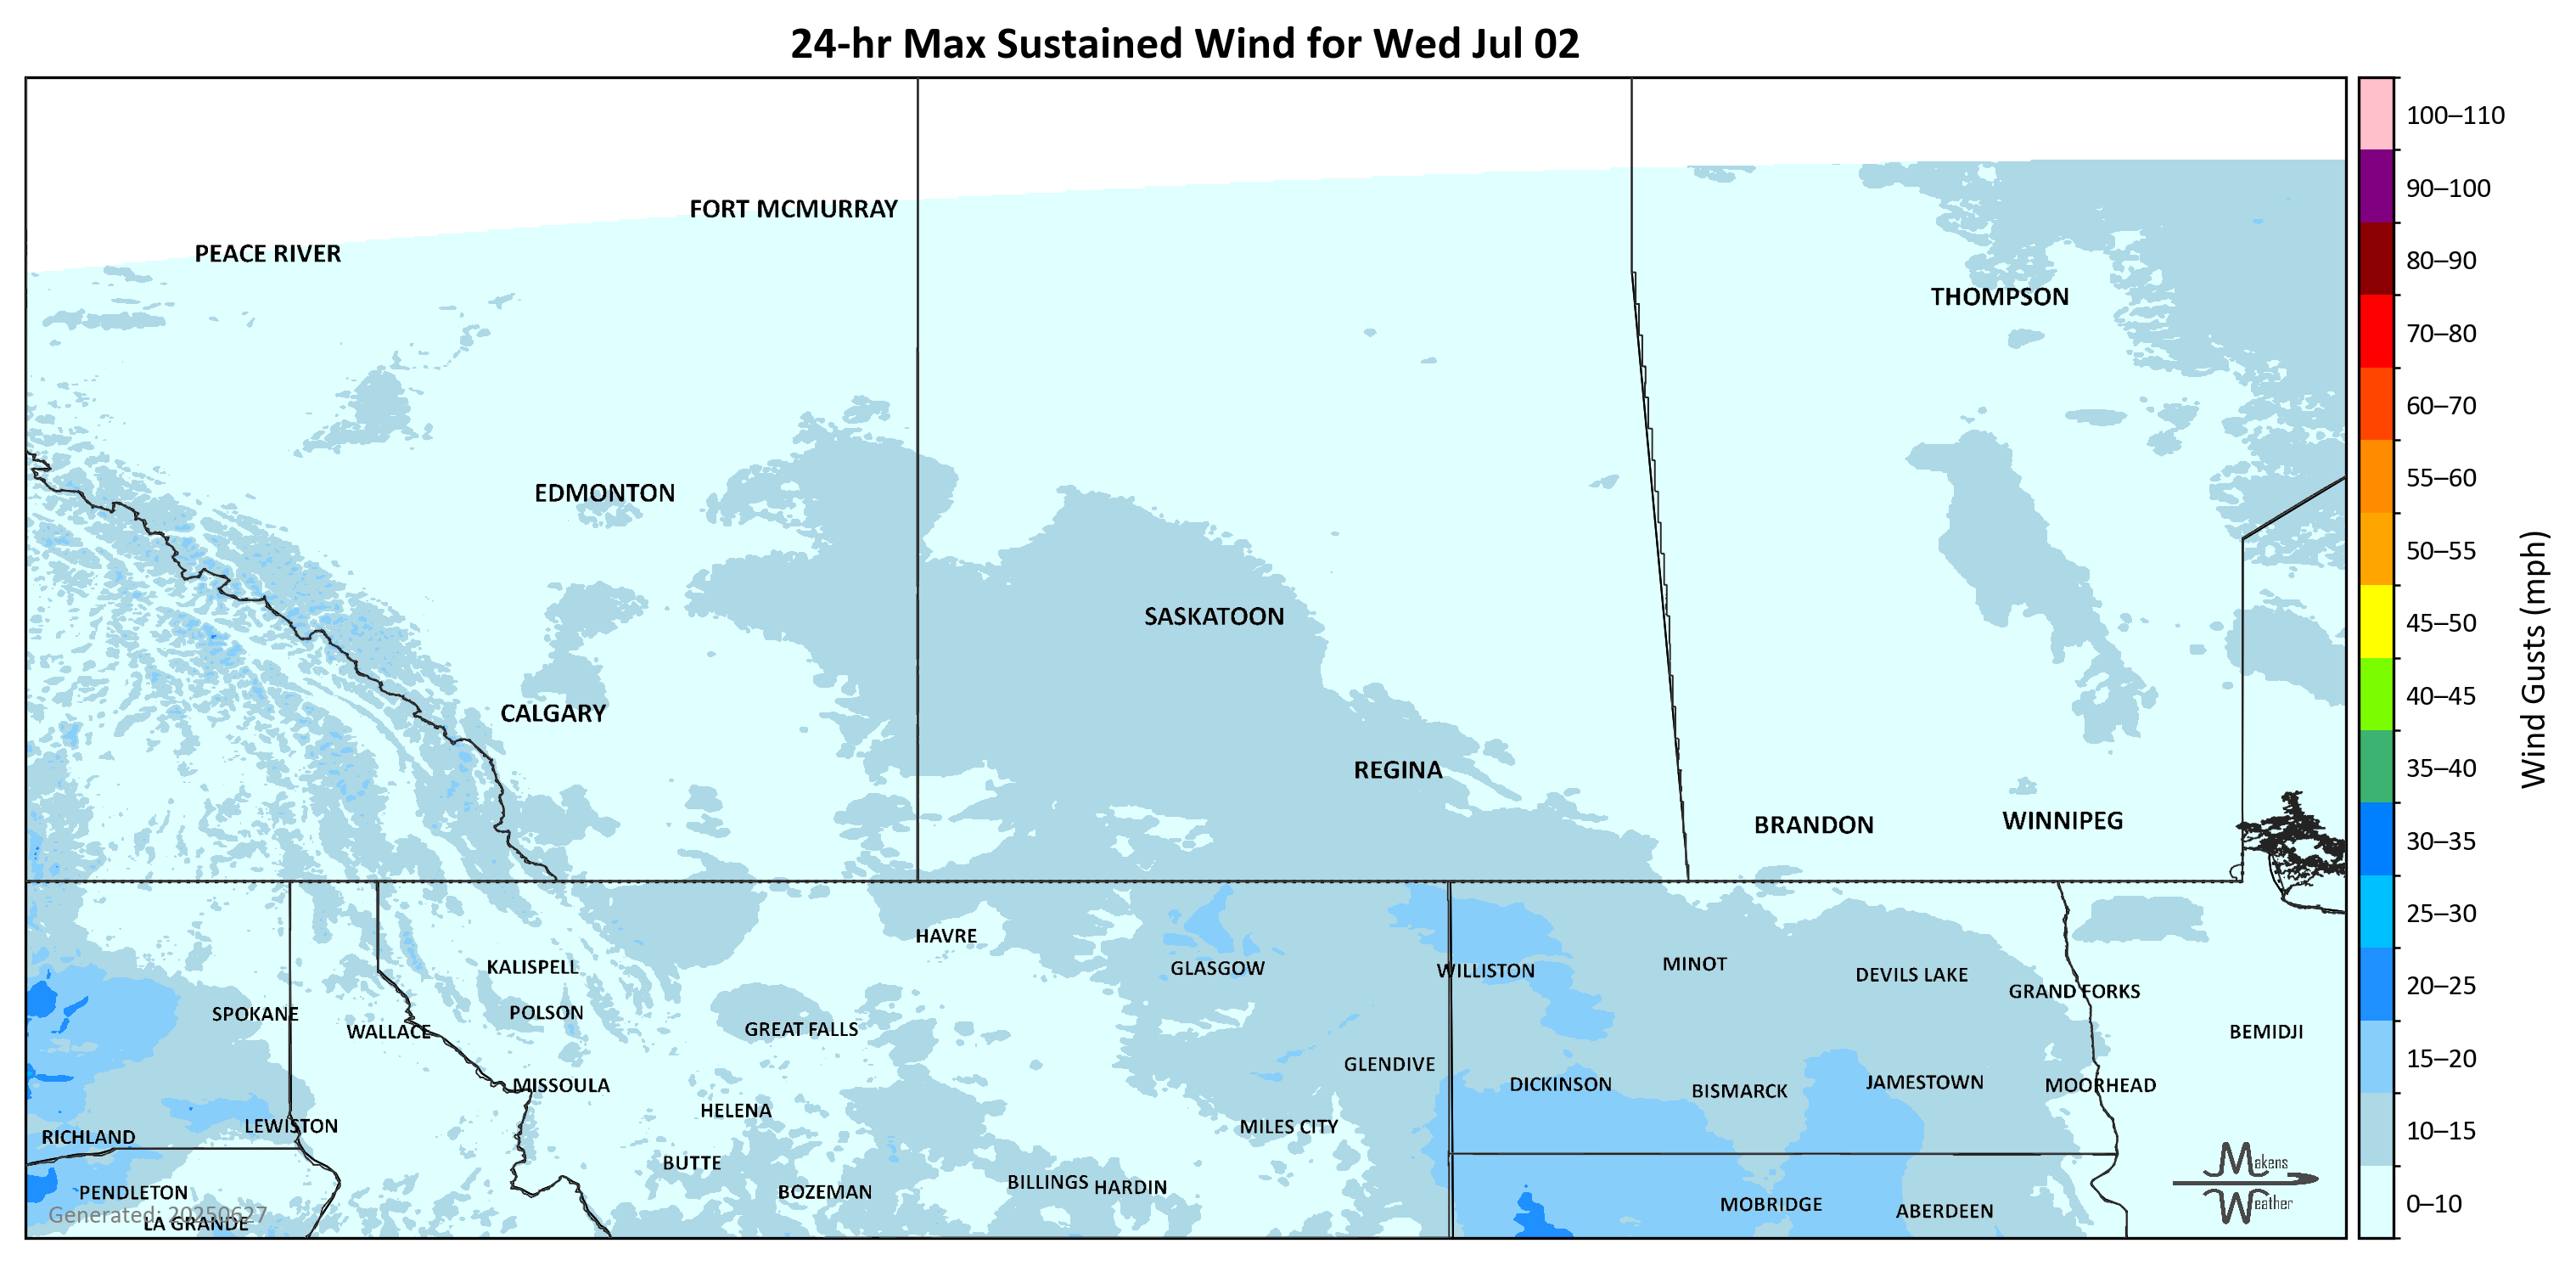 24-hr Max Sustained Wind for Wed Jul 02
FORT MCMURRAY
PEACE RIVER
THOMPSON
EDMONTON
SASKATOON
CALGARY
REGINA
BRANDON
WINNIPEG
HAVRE
KALISPELL
GLASGOW
WILLISTON
MINOT
DEVILS LAKE
GRAND FORKS
SPOKANE
POLSON
WALLACE
GREAT FALLS
BEMIDJI
GLENDIVE
MISSOULA
DICKINSON
BISMARCK
JAMESTOWN
MOORHEAD
HELENA
LEWISTON
MILES CITY
RICHLAND
BUTTE
PENDLETON
BOZEMAN
BILLINGS
HARDIN
MOBRIDGE
ABERDEEN
Generated: 20250627
LA GRANDE
Makens
Weather
100–110
90–100
80–90
70–80
60–70
55–60
50–55
45–50
40–45
35–40
30–35
25–30
20–25
15–20
10–15
0–10
Wind Gusts (mph)